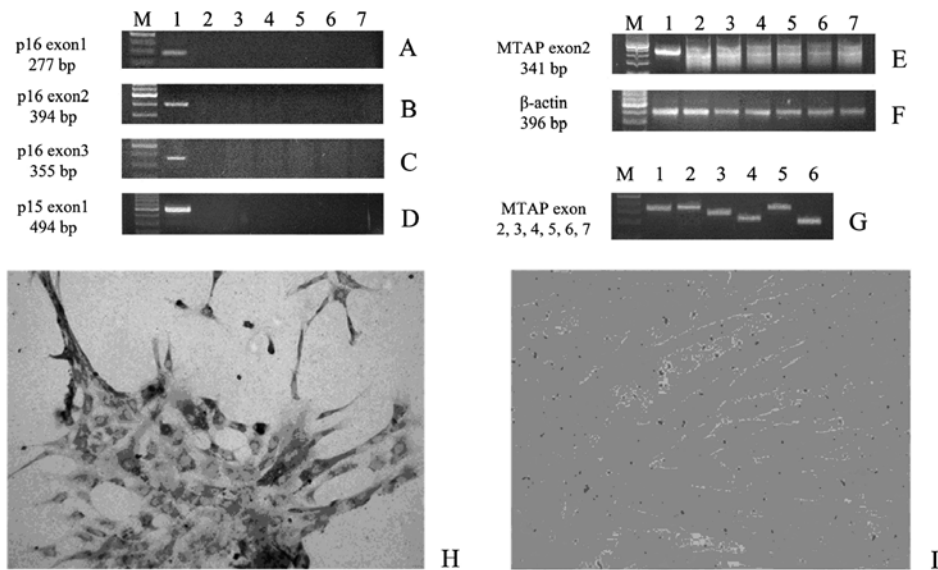 M 1 2 3 4 5 6 7
p16 exon1
277 bp
A
p16 exon2
394 bp
B
p16 exon3
355 bp
C
p15 exon1
494 bp
D
M 1 2 3 4 5 6 7
MTAP exon2
341 bp
E
β-actin
396 bp
F
M 1 2 3 4 5 6
MTAP exon
2, 3, 4, 5, 6, 7
G
H
I